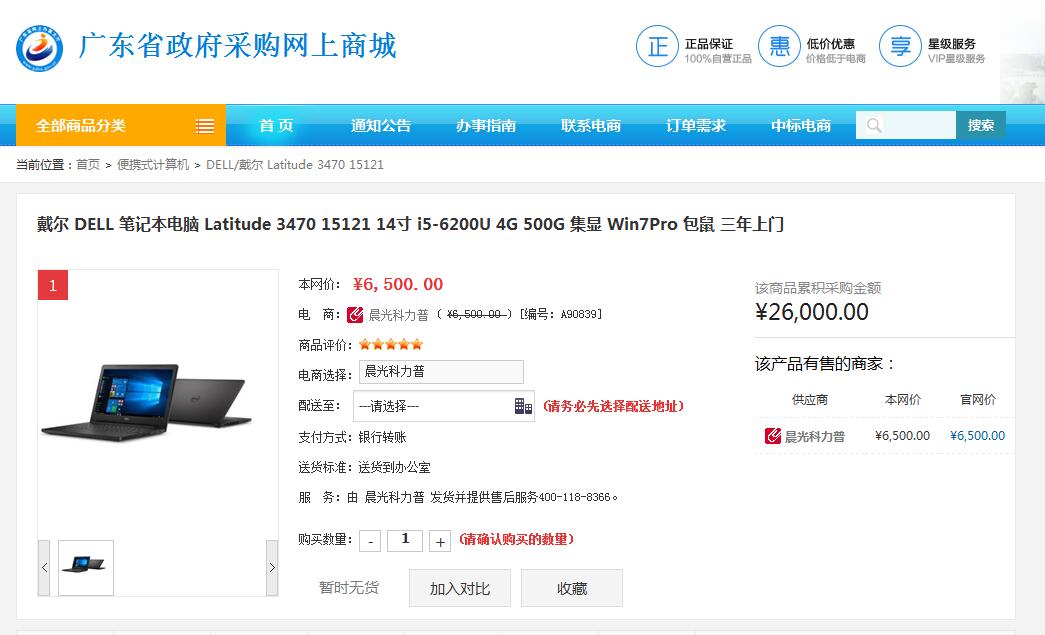 广东省政府采购网上商城
正 正品保证 100%自营正品
惠 低价优惠 价格低于电商
享 星级服务 VIP星级服务
全部商品分类 首页 通知公告 办事指南 联系电商 订单需求 中标电商 搜索
当前位置：首页 > 便携式计算机 > DELL/戴尔 Latitude 3470 15121
戴尔 DELL 笔记本电脑 Latitude 3470 15121 14寸 i5-6200U 4G 500G 集显 Win7Pro 包鼠 三年上门
1
本网价： ¥6,500.00
电 商： 晨光科力普 ( ¥6,500.00 ) [编号：A90839]
商品评价：
电商选择： 晨光科力普
配送至： ---请选择--- (请务必先选择配送地址)
支付方式：银行转账
送货标准：送货到办公室
服 务：由 晨光科力普 发货并提供售后服务400-118-8366。
购买数量： - 1 + (请确认购买的数量)
暂时无货 加入对比 收藏
该商品累积采购金额
¥26,000.00
该产品有售的商家：
供应商 本网价 官网价
晨光科力普 ¥6,500.00 ¥6,500.00